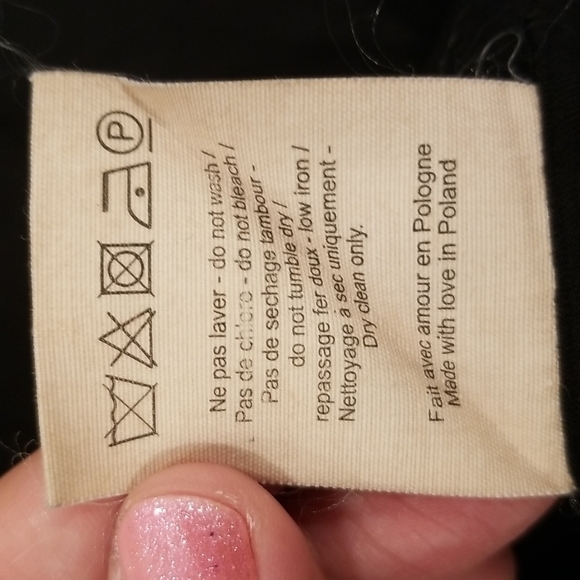 P
Ne pas laver - do not wash /
Pas de chlore - do not bleach /
Pas de sechage tambour -
do not tumble dry /
repassage fer doux - low iron /
Nettoyage à sec uniquement -
Dry clean only.
Fait avec amour en Pologne
Made with love in Poland